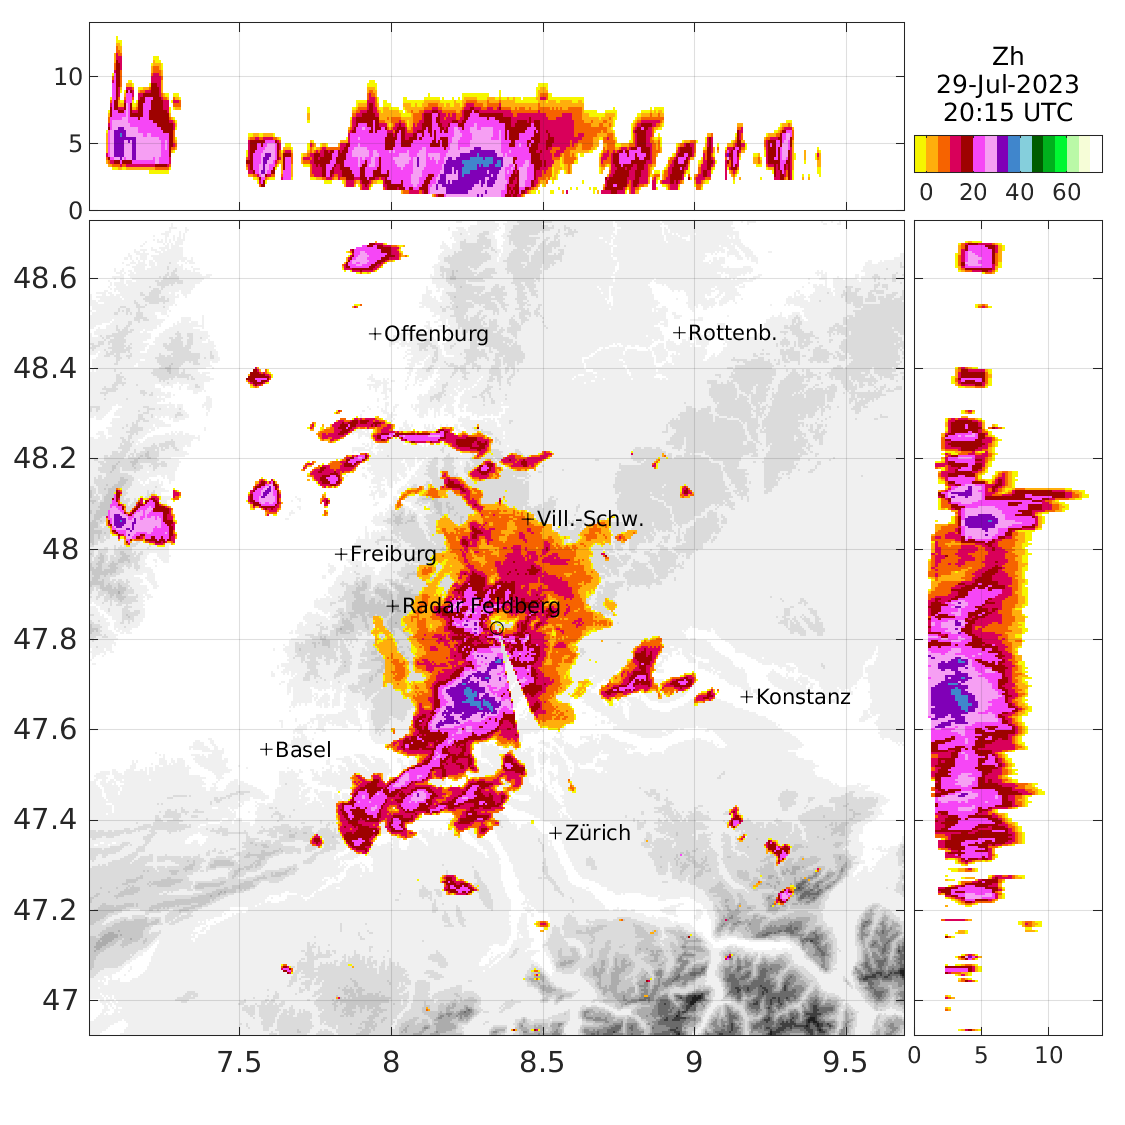 10
5
0
Zh
29-Jul-2023
20:15 UTC
0 20 40 60
48.6
48.4
48.2
48
47.8
47.6
47.4
47.2
47
+Offenburg
+Rottenb.
+Vill.-Schw.
+Freiburg
+Radar Feldberg
+Konstanz
+Basel
+Zürich
7.5 8 8.5 9 9.5
0 5 10